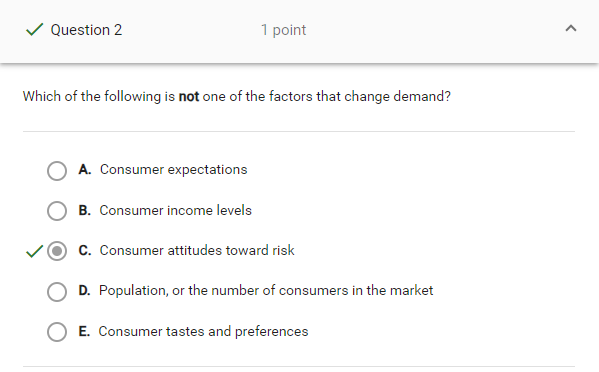 Question 2 1 point
Which of the following is not one of the factors that change demand?
A. Consumer expectations
B. Consumer income levels
C. Consumer attitudes toward risk
D. Population, or the number of consumers in the market
E. Consumer tastes and preferences